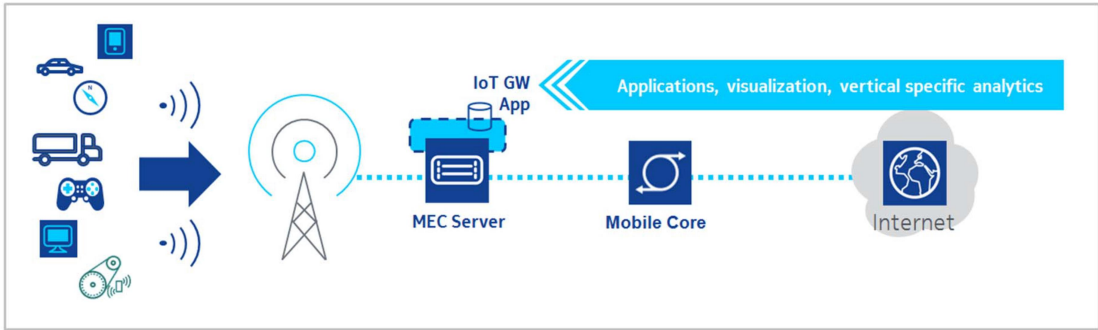 IoT GW
App
Applications, visualization, vertical specific analytics
N
MEC Server
Mobile Core
Internet